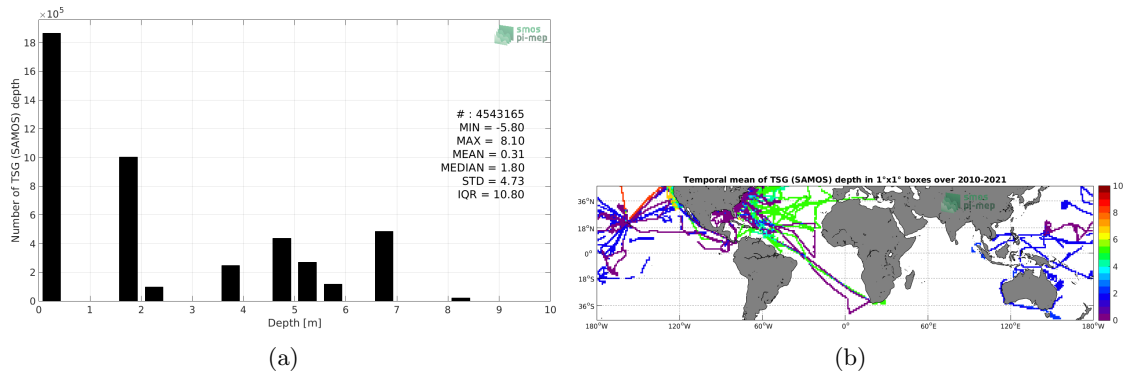 ×10⁵
18
16
14
12
10
8
6
4
2
0
Number of TSG (SAMOS) depth
smos
pi-mep
# : 4543165
MIN = -5.80
MAX = 8.10
MEAN = 0.31
MEDIAN = 1.80
STD = 4.73
IQR = 10.80
0 1 2 3 4 5 6 7 8 9 10
Depth [m]
(a)
Temporal mean of TSG (SAMOS) depth in 1°x1° boxes over 2010-2021
36°N
18°N
0°
18°S
36°S
smos
pi-mep
180°W 120°W 60°W 0° 60°E 120°E 180°W
10
8
6
4
2
0
(b)